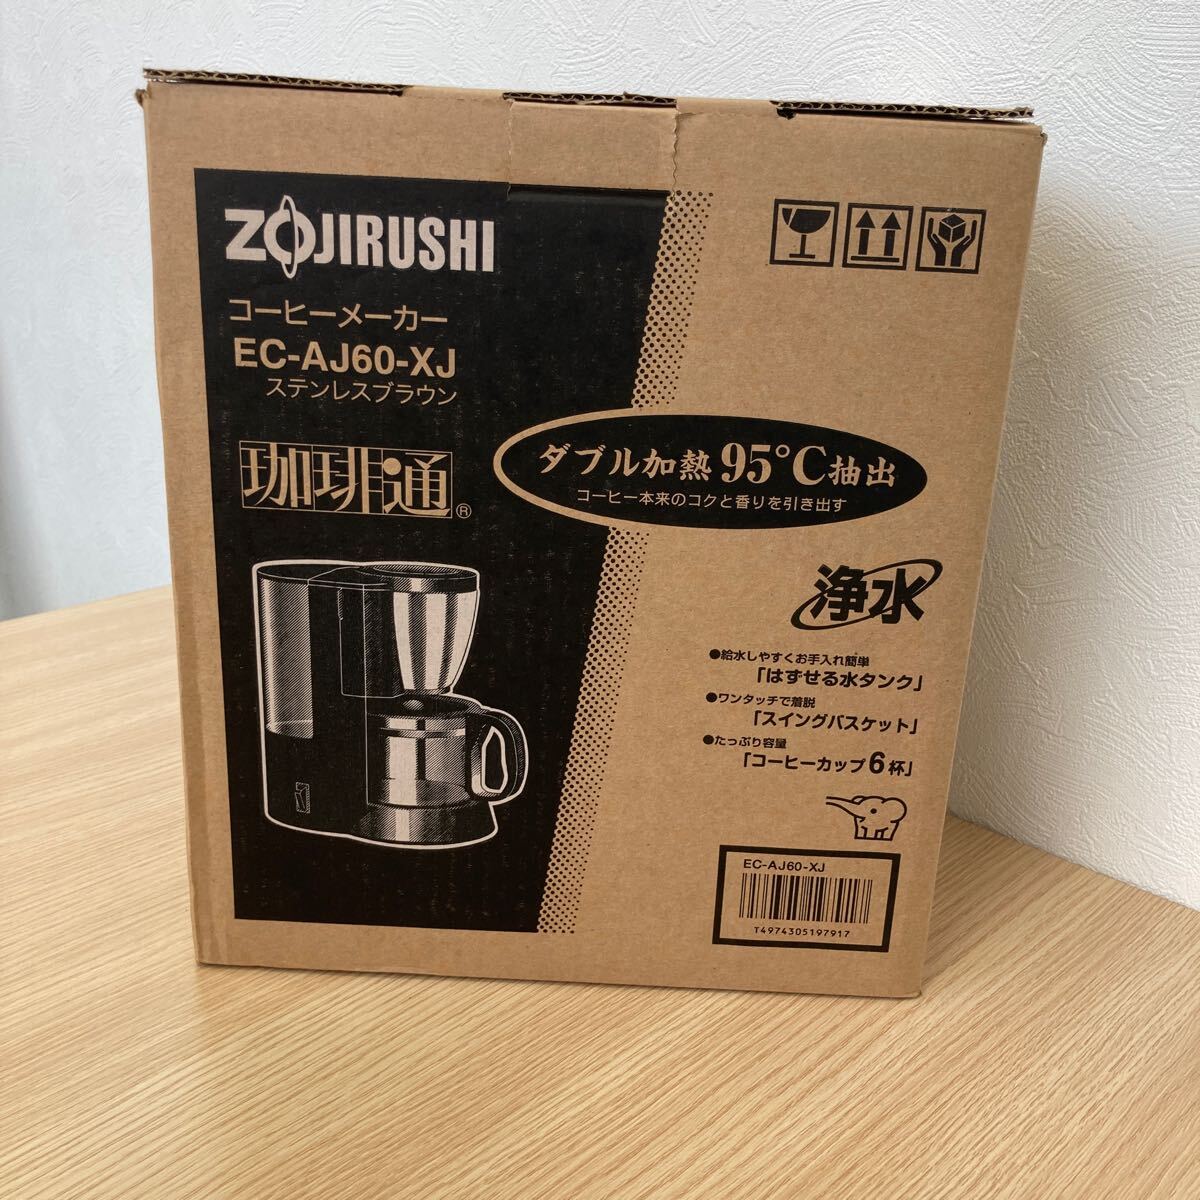 ZOJIRUSHI
コーヒーメーカー
EC-AJ60-XJ
ステンレスブラウン
珈琲通®
ダブル加熱95°C抽出
コーヒー本来のコクと香りを引き出す
浄水
●給水しやすくお手入れ簡単
「はずせる水タンク」
●ワンタッチで着脱
「スイングバスケット」
●たっぷり容量
「コーヒーカップ6杯」
EC-AJ60-XJ
T4974305197917